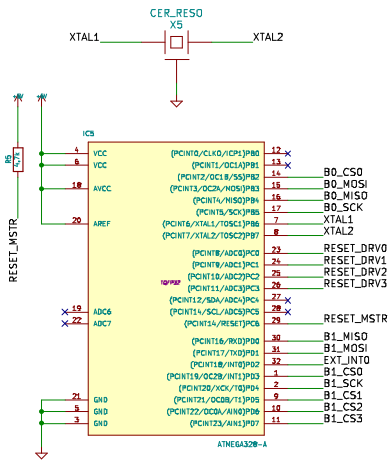 CER_RESO
X5
XTAL1
XTAL2
R5
4.7k
RESET_MSTR
IC5
4 VCC (PCINT0/CLKO/ICP1)PB0 12
6 VCC (PCINT1/OC1A)PB1 13
(PCINT2/OC1B/SS)PB2 14 B0_CS0
18 AVCC (PCINT3/OC2A/MOSI)PB3 15 B0_MOSI
(PCINT4/MISO)PB4 16 B0_MISO
(PCINT5/SCK)PB5 17 B0_SCK
20 AREF (PCINT6/XTAL1/TOSC1)PB6 7 XTAL1
(PCINT7/XTAL2/TOSC2)PB7 8 XTAL2
(PCINT8/ADC0)PC0 23 RESET_DRV0
(PCINT9/ADC1)PC1 24 RESET_DRV1
(PCINT10/ADC2)PC2 25 RESET_DRV2
(PCINT11/ADC3)PC3 26 RESET_DRV3
(PCINT12/SDA/ADC4)PC4 27
19 ADC6 (PCINT14/SCL/ADC5)PC5 28
22 ADC7 (PCINT14/RESET)PC6 29 RESET_MSTR
(PCINT16/RXD)PD0 30 B1_MISO
(PCINT17/TXD)PD1 31 B1_MOSI
(PCINT18/INT0)PD2 32 EXT_INT0
(PCINT19/OC2B/INT1)PD3 1 B1_CS0
(PCINT20/XCK/T0)PD4 2 B1_SCK
21 GND (PCINT21/OC0B/T1)PD5 9 B1_CS1
5 GND (PCINT22/OC0A/AIN0)PD6 10 B1_CS2
3 GND (PCINT23/AIN1)PD7 11 B1_CS3
ATMEGA328-A